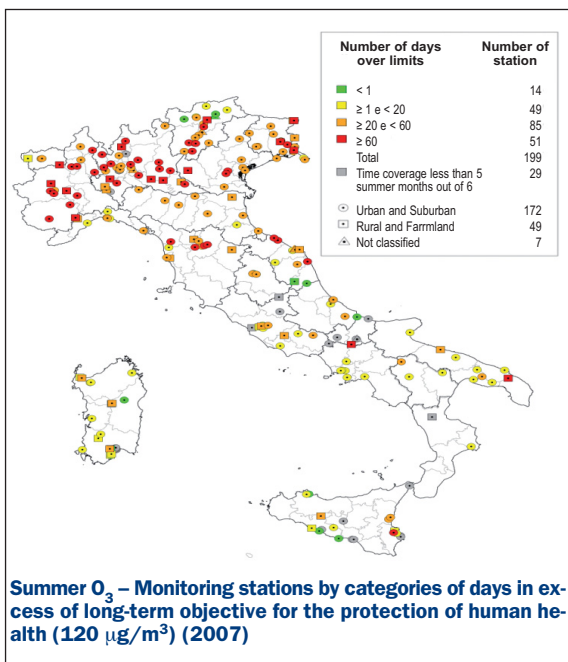 Number of days over limits Number of station
< 1 14
≥ 1 e < 20 49
≥ 20 e < 60 85
≥ 60 51
Total 199
Time coverage less than 5 29
summer months out of 6
Urban and Suburban 172
Rural and Farmland 49
Not classified 7
Summer O₃ – Monitoring stations by categories of days in ex-
cess of long-term objective for the protection of human he-
alth (120 µg/m³) (2007)